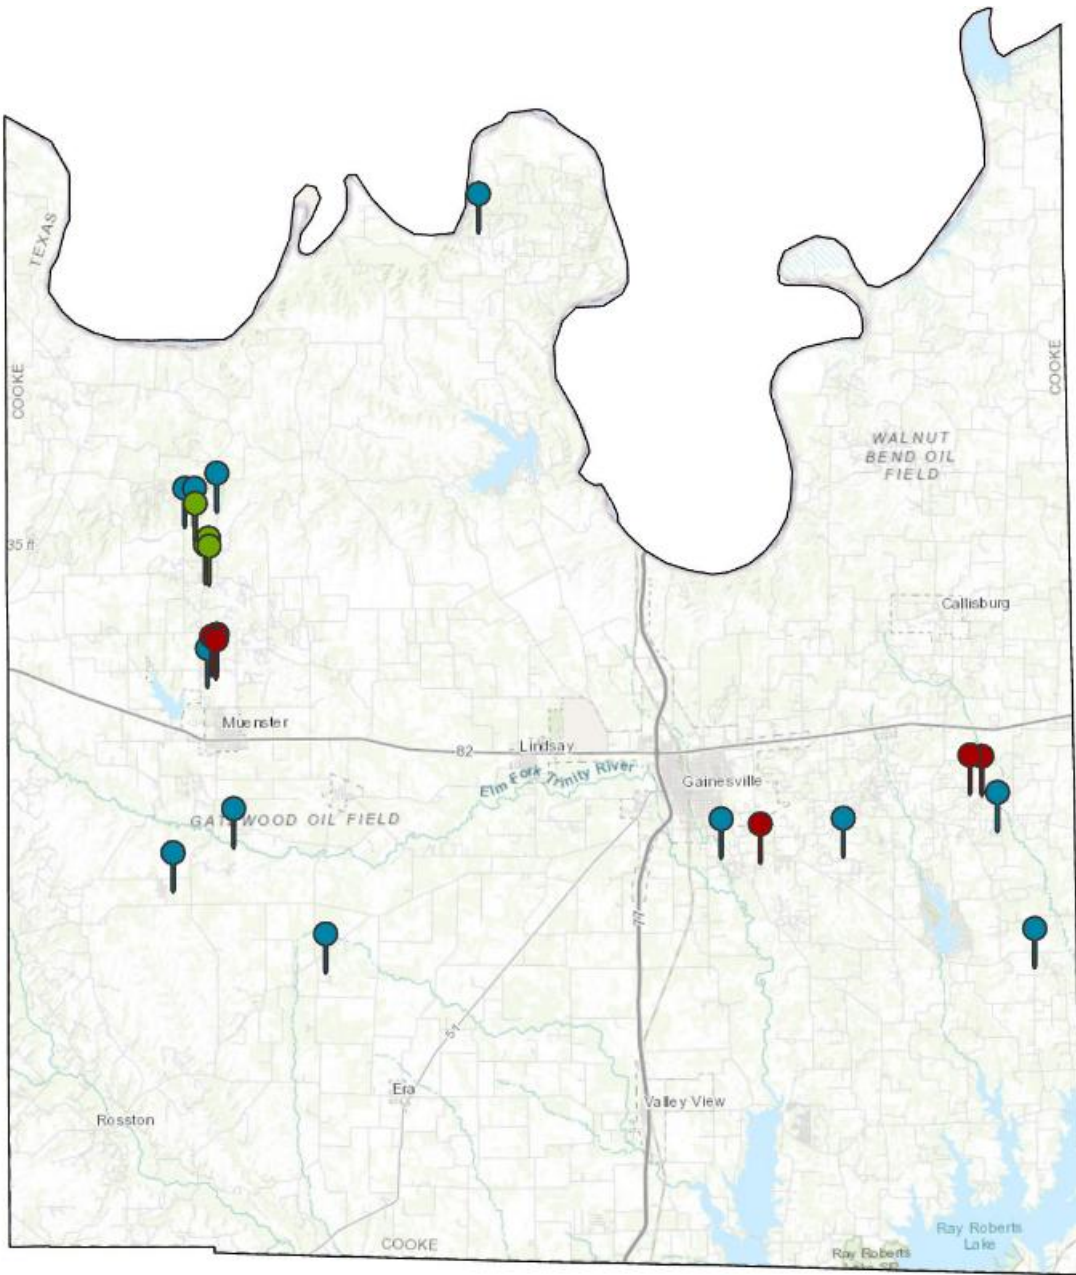 TEXAS
COOKE
COOKE
WALNUT
BEND OIL
FIELD
35 ft
Callisburg
Muenster
82
Lindsay
Elm Fork Trinity River
Gainesville
OIL FIELD
77
51
Era
Valley View
Rosston
COOKE
Ray Roberts
Lake
Ray Roberts